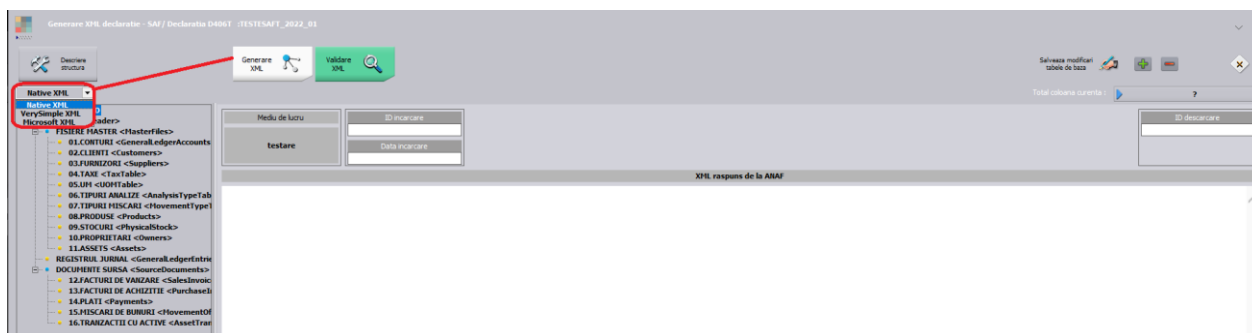 Generare XML declaratie - SAF/ Declaratia D406T :TESTESAFT_2022_01
Descriere structura
Generare XML
Validare XML
Salveaza modificari tabele de baza
Native XML
Total coloana curenta :
?
Native XML
VerySimple XML
Microsoft XML
ader>
FISIERE MASTER <MasterFiles>
01.CONTURI <GeneralLedgerAccounts
02.CLIENTI <Customers>
03.FURNIZORI <Suppliers>
04.TAXE <TaxTable>
05.UM <UOMTable>
06.TIPURI ANALIZE <AnalysisTypeTab
07.TIPURI MISCARI <MovementTypeT
08.PRODUSE <Products>
09.STOCURI <PhysicalStock>
10.PROPRIETARI <Owners>
11.ASSETS <Assets>
REGISTRUL JURNAL <GeneralLedgerEntrie
DOCUMENTE SURSA <SourceDocuments>
12.FACTURI DE VANZARE <SalesInvoic
13.FACTURI DE ACHIZITIE <PurchaseI
14.PLATI <Payments>
15.MISCARI DE BUNURI <MovementOf
16.TRANZACTII CU ACTIVE <AssetTran
Mediu de lucru
testare
ID incarcare
Data incarcare
ID descarcare
XML raspuns de la ANAF